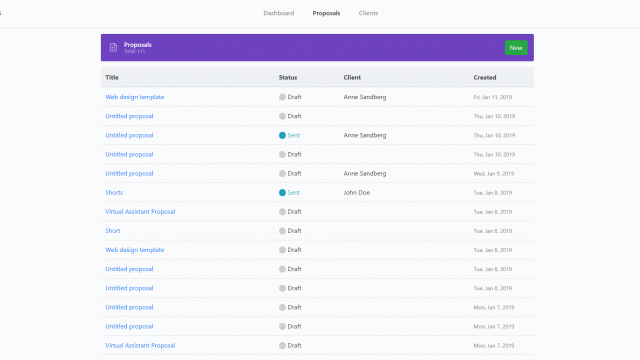 Dashboard Proposals Clients
Proposals
Total 111
New
Title Status Client Created
Web design template Draft Anne Sandberg Fri, Jan 11, 2019
Untitled proposal Draft Thu, Jan 10, 2019
Untitled proposal Sent Anne Sandberg Thu, Jan 10, 2019
Untitled proposal Draft Thu, Jan 10, 2019
Untitled proposal Draft Anne Sandberg Wed, Jan 9, 2019
Shorts Sent John Doe Tue, Jan 8, 2019
Virtual Assistant Proposal Draft Tue, Jan 8, 2019
Short Draft Tue, Jan 8, 2019
Web design template Draft Tue, Jan 8, 2019
Untitled proposal Draft Tue, Jan 8, 2019
Untitled proposal Draft Tue, Jan 8, 2019
Untitled proposal Draft Mon, Jan 7, 2019
Untitled proposal Draft Mon, Jan 7, 2019
Virtual Assistant Proposal Draft Mon, Jan 7, 2019